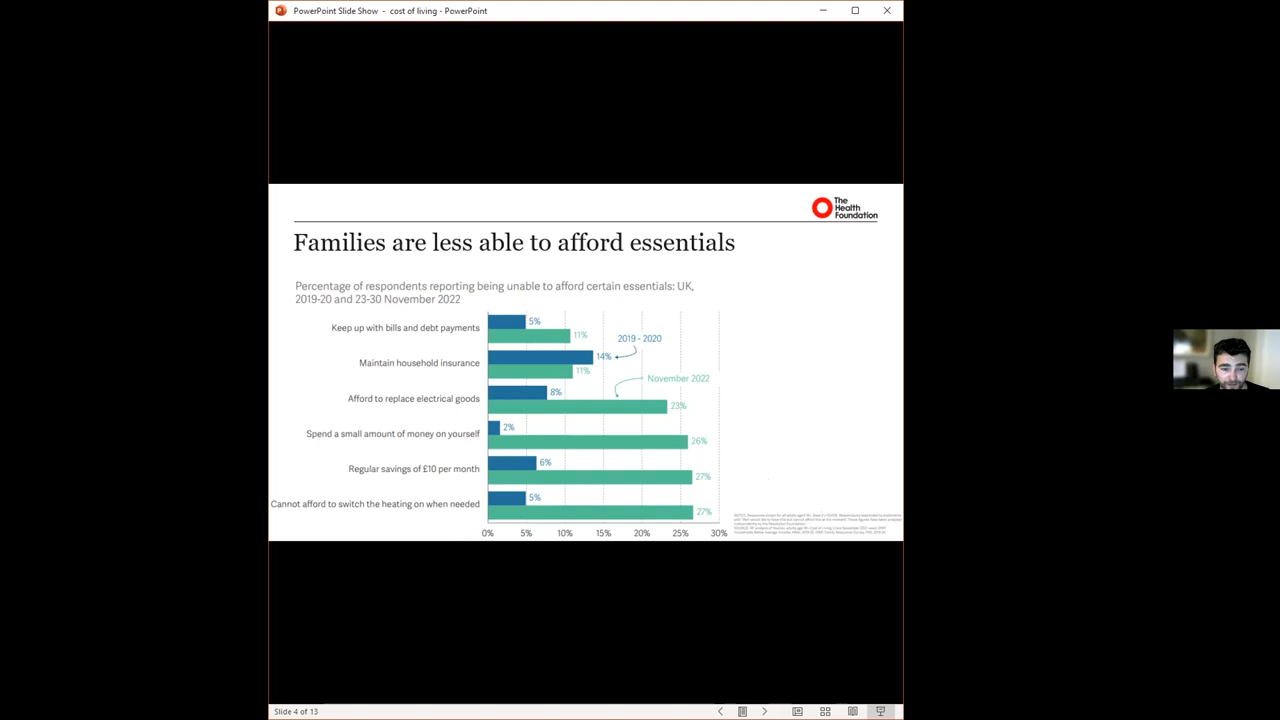 PowerPoint Slide Show - cost of living - PowerPoint
The
Health
Foundation
Families are less able to afford essentials
Percentage of respondents reporting being unable to afford certain essentials: UK,
2019-20 and 23-30 November 2022
Keep up with bills and debt payments
5%
11%
2019 - 2020
Maintain household insurance
14%
11%
November 2022
Afford to replace electrical goods
8%
23%
Spend a small amount of money on yourself
2%
26%
Regular savings of £10 per month
6%
27%
Cannot afford to switch the heating on when needed
5%
27%
0% 5% 10% 15% 20% 25% 30%
Slide 4 of 13